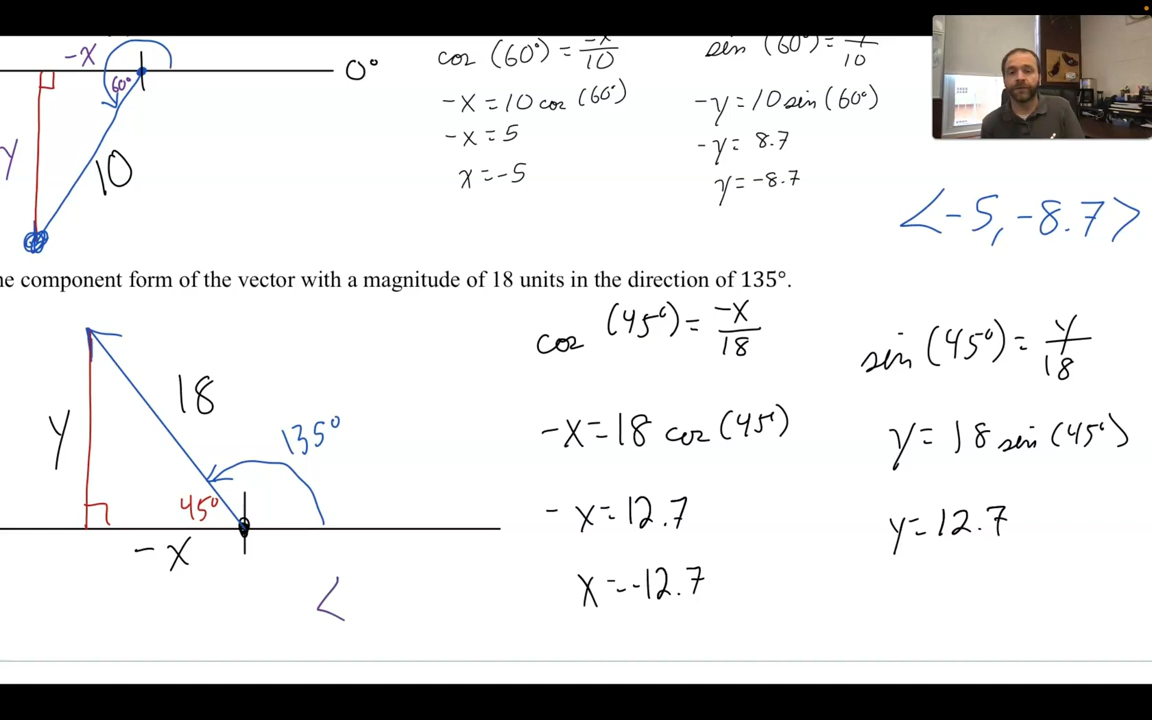 -x
cos (60°) = -x/10
sin (60°) = /10
0°
60°
-x = 10 cos (60°)
-y = 10 sin (60°)
-x = 5
-y = 8.7
y
10
x = -5
y = -8.7
<-5, -8.7>
he component form of the vector with a magnitude of 18 units in the direction of 135°.
cos (45°) = -x/18
sin (45°) = y/18
18
y
135°
-x = 18 cos (45°)
y = 18 sin (45°)
45°
-x = 12.7
y = 12.7
-x
x = -12.7
<